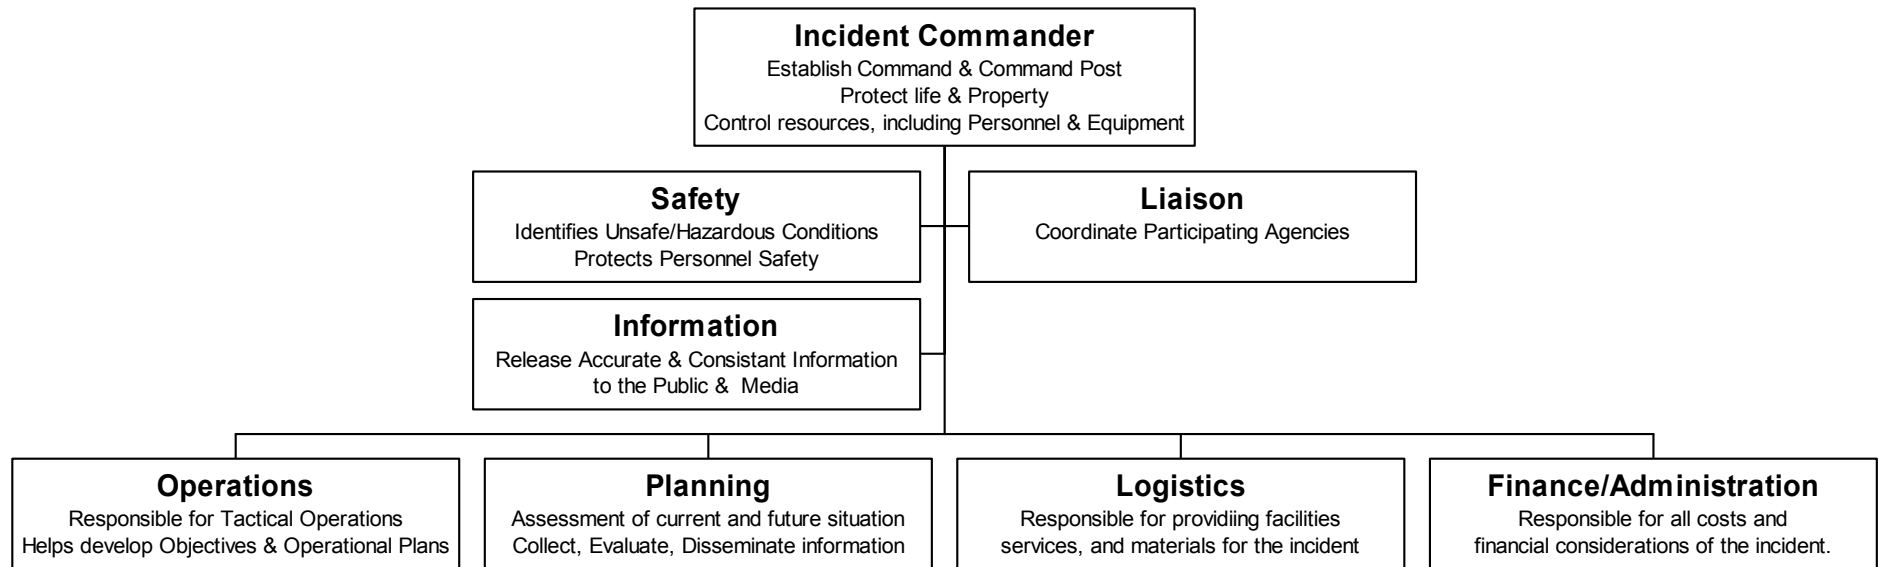 Incident Commander
Establish Command & Command Post
Protect life & Property
Control resources, including Personnel & Equipment
Safety
Identifies Unsafe/Hazardous Conditions
Protects Personnel Safety
Liaison
Coordinate Participating Agencies
Information
Release Accurate & Consistant Information
to the Public & Media
Operations
Responsible for Tactical Operations
Helps develop Objectives & Operational Plans
Planning
Assessment of current and future situation
Collect, Evaluate, Disseminate information
Logistics
Responsible for providiing facilities
services, and materials for the incident
Finance/Administration
Responsible for all costs and
financial considerations of the incident.